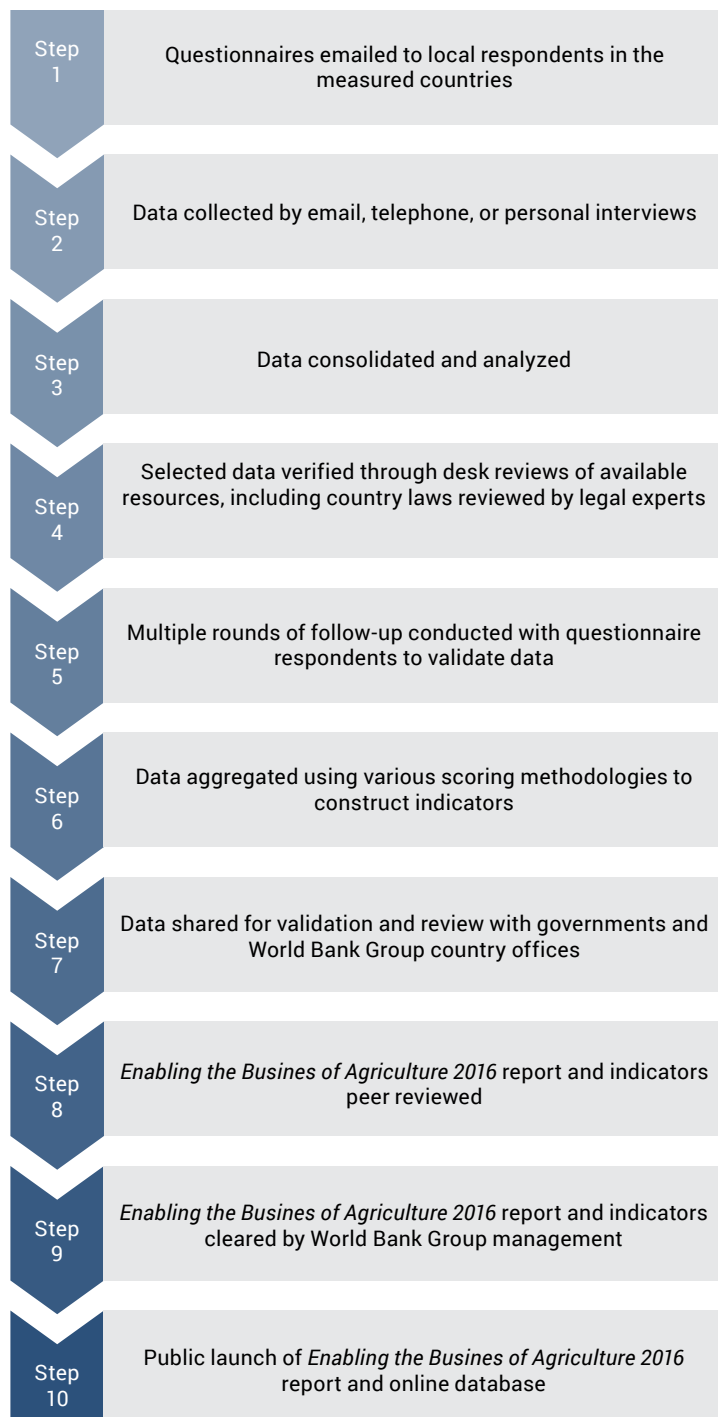 Step
1
Questionnaires emailed to local respondents in the
measured countries
Step
2
Data collected by email, telephone, or personal interviews
Step
3
Data consolidated and analyzed
Step
4
Selected data verified through desk reviews of available
resources, including country laws reviewed by legal experts
Step
5
Multiple rounds of follow-up conducted with questionnaire
respondents to validate data
Step
6
Data aggregated using various scoring methodologies to
construct indicators
Step
7
Data shared for validation and review with governments and
World Bank Group country offices
Step
8
Enabling the Busines of Agriculture 2016 report and indicators
peer reviewed
Step
9
Enabling the Busines of Agriculture 2016 report and indicators
cleared by World Bank Group management
Step
10
Public launch of Enabling the Busines of Agriculture 2016
report and online database